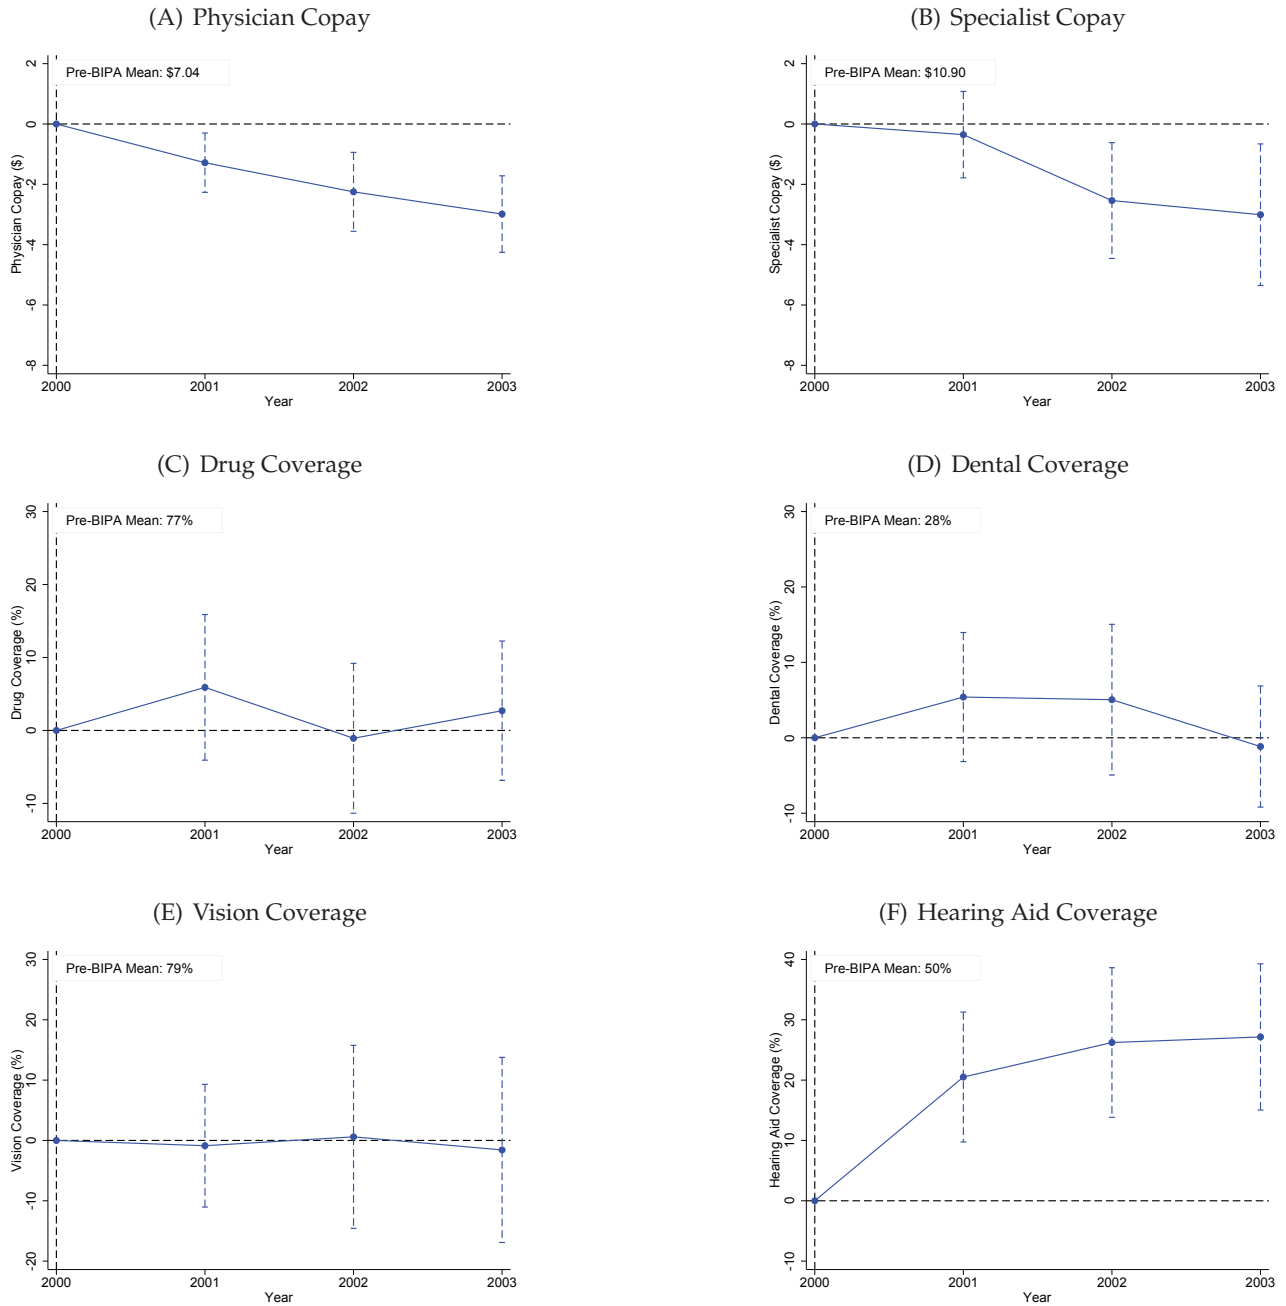 (A) Physician Copay
Pre-BIPA Mean: $7.04
Physician Copay ($)
2
0
-2
-4
-6
-8
2000 2001 2002 2003
Year
(B) Specialist Copay
Pre-BIPA Mean: $10.90
Specialist Copay ($)
2
0
-2
-4
-6
-8
2000 2001 2002 2003
Year
(C) Drug Coverage
Pre-BIPA Mean: 77%
Drug Coverage (%)
30
20
10
0
-10
2000 2001 2002 2003
Year
(D) Dental Coverage
Pre-BIPA Mean: 28%
Dental Coverage (%)
30
20
10
0
-10
2000 2001 2002 2003
Year
(E) Vision Coverage
Pre-BIPA Mean: 79%
Vision Coverage (%)
30
20
10
0
-10
-20
2000 2001 2002 2003
Year
(F) Hearing Aid Coverage
Pre-BIPA Mean: 50%
Hearing Aid Coverage (%)
40
30
20
10
0
-10
2000 2001 2002 2003
Year